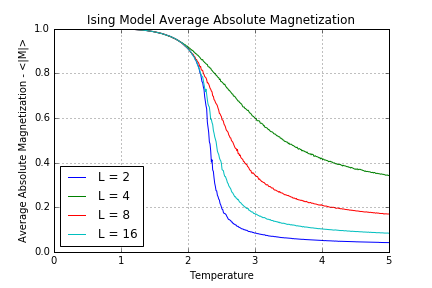 Ising Model Average Absolute Magnetization
Average Absolute Magnetization - <|M|>
1.0
0.8
0.6
0.4
0.2
0.0
L = 2
L = 4
L = 8
L = 16
0 1 2 3 4 5
Temperature